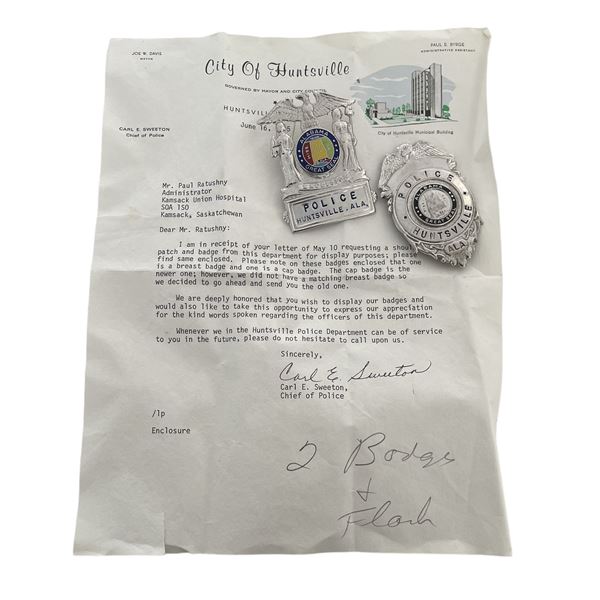 JOE W. DAVIS
MAYOR
PAUL S. BYRGE
ADMINISTRATIVE ASSISTANT
City Of Huntsville
GOVERNED BY MAYOR AND CITY COUNCIL
HUNTSVIL
City of Huntsville Municipal Building
CARL E. SWEETON
Chief of Police
June 16,
ALABAMA
GREAT SEAL
POLICE
HUNTSVILLE, ALA.
POLICE
ALABAMA
GREAT SEAL
HUNTSVILLE
ALA.
Mr. Paul Ratushny
Administrator
Kamsack Union Hospital
SOA 1SO
Kamsack, Saskatchewan
Dear Mr. Ratushny:
I am in receipt of your letter of May 10 requesting a shoul
patch and badge from this department for display purposes; please
find same enclosed. Please note on these badges enclosed that one
is a breast badge and one is a cap badge. The cap badge is the
newer one; however, we did not have a matching breast badge so
we decided to go ahead and send you the old one.
We are deeply honored that you wish to display our badges and
would also like to take this opportunity to express our appreciation
for the kind words spoken regarding the officers of this department.
Whenever we in the Huntsville Police Department can be of service
to you in the future, please do not hesitate to call upon us.
Sincerely,
Carl E. Sweeton
Carl E. Sweeton,
Chief of Police
/lp
Enclosure
2 Badges
+
Flash